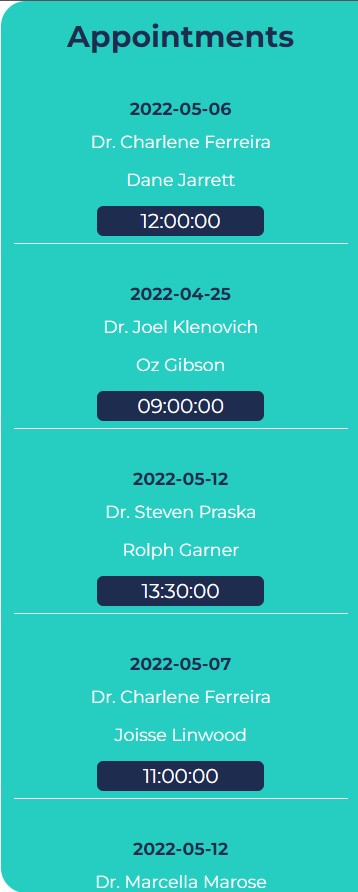 Appointments
2022-05-06
Dr. Charlene Ferreira
Dane Jarrett
12:00:00
2022-04-25
Dr. Joel Klenovich
Oz Gibson
09:00:00
2022-05-12
Dr. Steven Praska
Rolph Garner
13:30:00
2022-05-07
Dr. Charlene Ferreira
Joisse Linwood
11:00:00
2022-05-12
Dr. Marcella Marose